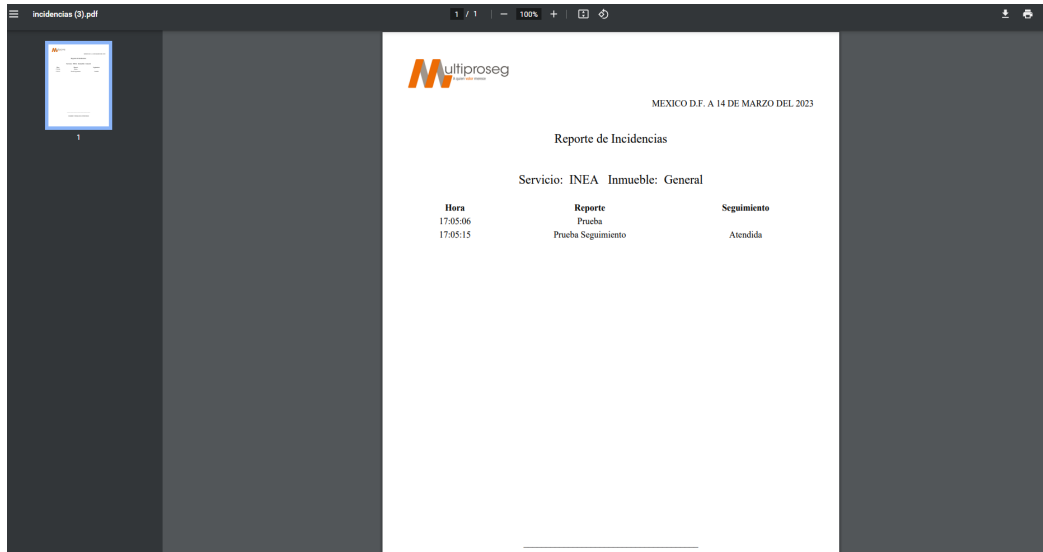 incidencias (3).pdf
1 / 1
100%
1
Multiproseg
MEXICO D.F. A 14 DE MARZO DEL 2023
Reporte de Incidencias
Servicio: INEA Inmueble: General
Hora Reporte Seguimiento
17:05:06 Prueba
17:05:15 Prueba Seguimiento Atendida